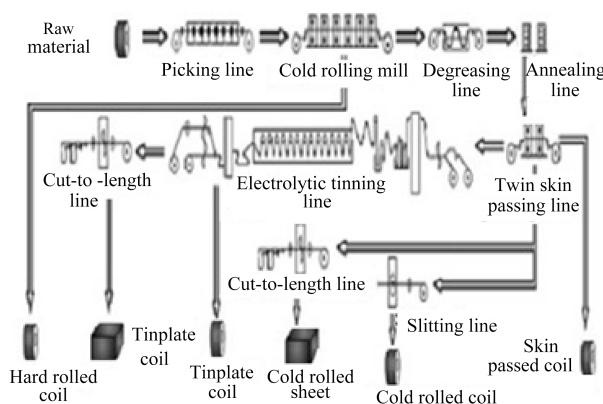 Raw
material
Picking line
Cold rolling mill
Degreasing
line
Annealing
line
Cut-to -length
line
Electrolytic tinning
line
Twin skin
passing line
Cut-to-length line
Slitting line
Hard rolled
coil
Tinplate
coil
Tinplate
coil
Cold rolled
sheet
Cold rolled coil
Skin
passed coil